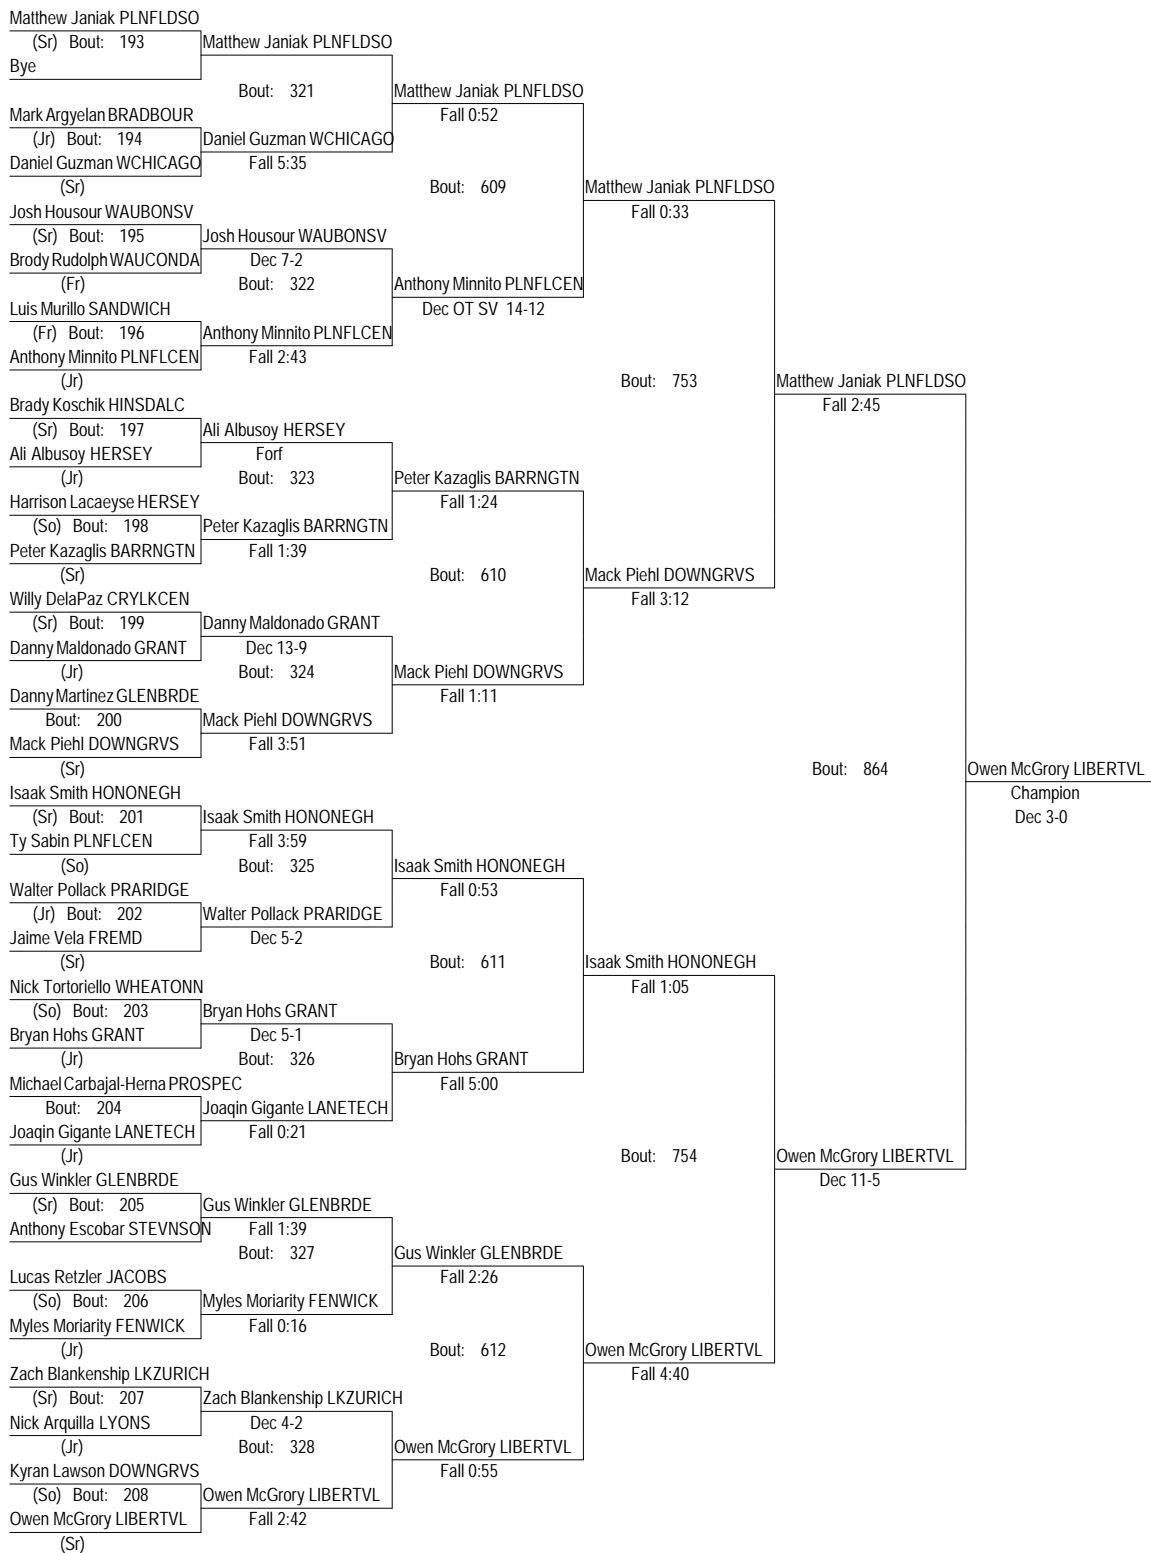 Matthew Janiak PLNFLDSO
(Sr) Bout: 193
Matthew Janiak PLNFLDSO
Bye
Bout: 321
Matthew Janiak PLNFLDSO
Fall 0:52
Mark Argyelan BRADBOUR
(Jr) Bout: 194
Daniel Guzman WCHICAGO
Daniel Guzman WCHICAGO
Fall 5:35
(Sr)
Bout: 609
Matthew Janiak PLNFLDSO
Fall 0:33
Josh Housour WAUBONSV
(Sr) Bout: 195
Josh Housour WAUBONSV
Brody Rudolph WAUCONDA
Dec 7-2
(Fr)
Bout: 322
Anthony Minnito PLNFLCEN
Dec OT SV 14-12
Luis Murillo SANDWICH
(Fr) Bout: 196
Anthony Minnito PLNFLCEN
Anthony Minnito PLNFLCEN
Fall 2:43
(Jr)
Bout: 753
Matthew Janiak PLNFLDSO
Fall 2:45
Brady Koschik HINSDALC
(Sr) Bout: 197
Ali Albusoy HERSEY
Ali Albusoy HERSEY
Forf
(Jr)
Bout: 323
Peter Kazaglis BARRNGTN
Fall 1:24
Harrison Lacaeyse HERSEY
(So) Bout: 198
Peter Kazaglis BARRNGTN
Peter Kazaglis BARRNGTN
Fall 1:39
(Sr)
Bout: 610
Mack Piehl DOWNGRVS
Fall 3:12
Willy DelaPaz CRYLKCEN
(Sr) Bout: 199
Danny Maldonado GRANT
Danny Maldonado GRANT
Dec 13-9
(Jr)
Bout: 324
Mack Piehl DOWNGRVS
Fall 1:11
Danny Martinez GLENBRDE
Bout: 200
Mack Piehl DOWNGRVS
Mack Piehl DOWNGRVS
Fall 3:51
(Sr)
Bout: 864
Owen McGrory LIBERTVL
Champion
Dec 3-0
Isaak Smith HONONEGH
(Sr) Bout: 201
Isaak Smith HONONEGH
Ty Sabin PLNFLCEN
Fall 3:59
(So)
Bout: 325
Isaak Smith HONONEGH
Fall 0:53
Walter Pollack PRARIDGE
(Jr) Bout: 202
Walter Pollack PRARIDGE
Jaime Vela FREMD
Dec 5-2
(Sr)
Bout: 611
Isaak Smith HONONEGH
Fall 1:05
Nick Tortoriello WHEATONN
(So) Bout: 203
Bryan Hohs GRANT
Bryan Hohs GRANT
Dec 5-1
(Jr)
Bout: 326
Bryan Hohs GRANT
Fall 5:00
Michael Carbajal-Herna PROSPEC
Bout: 204
Joaqin Gigante LANETECH
Joaqin Gigante LANETECH
Fall 0:21
(Jr)
Bout: 754
Owen McGrory LIBERTVL
Dec 11-5
Gus Winkler GLENBRDE
(Sr) Bout: 205
Gus Winkler GLENBRDE
Anthony Escobar STEVNSON
Fall 1:39
Bout: 327
Gus Winkler GLENBRDE
Fall 2:26
Lucas Retzler JACOBS
(So) Bout: 206
Myles Moriarity FENWICK
Myles Moriarity FENWICK
Fall 0:16
(Jr)
Bout: 612
Owen McGrory LIBERTVL
Fall 4:40
Zach Blankenship LKZURICH
(Sr) Bout: 207
Zach Blankenship LKZURICH
Nick Arquilla LYONS
Dec 4-2
(Jr)
Bout: 328
Owen McGrory LIBERTVL
Fall 0:55
Kyran Lawson DOWNGRVS
(So) Bout: 208
Owen McGrory LIBERTVL
Owen McGrory LIBERTVL
Fall 2:42
(Sr)